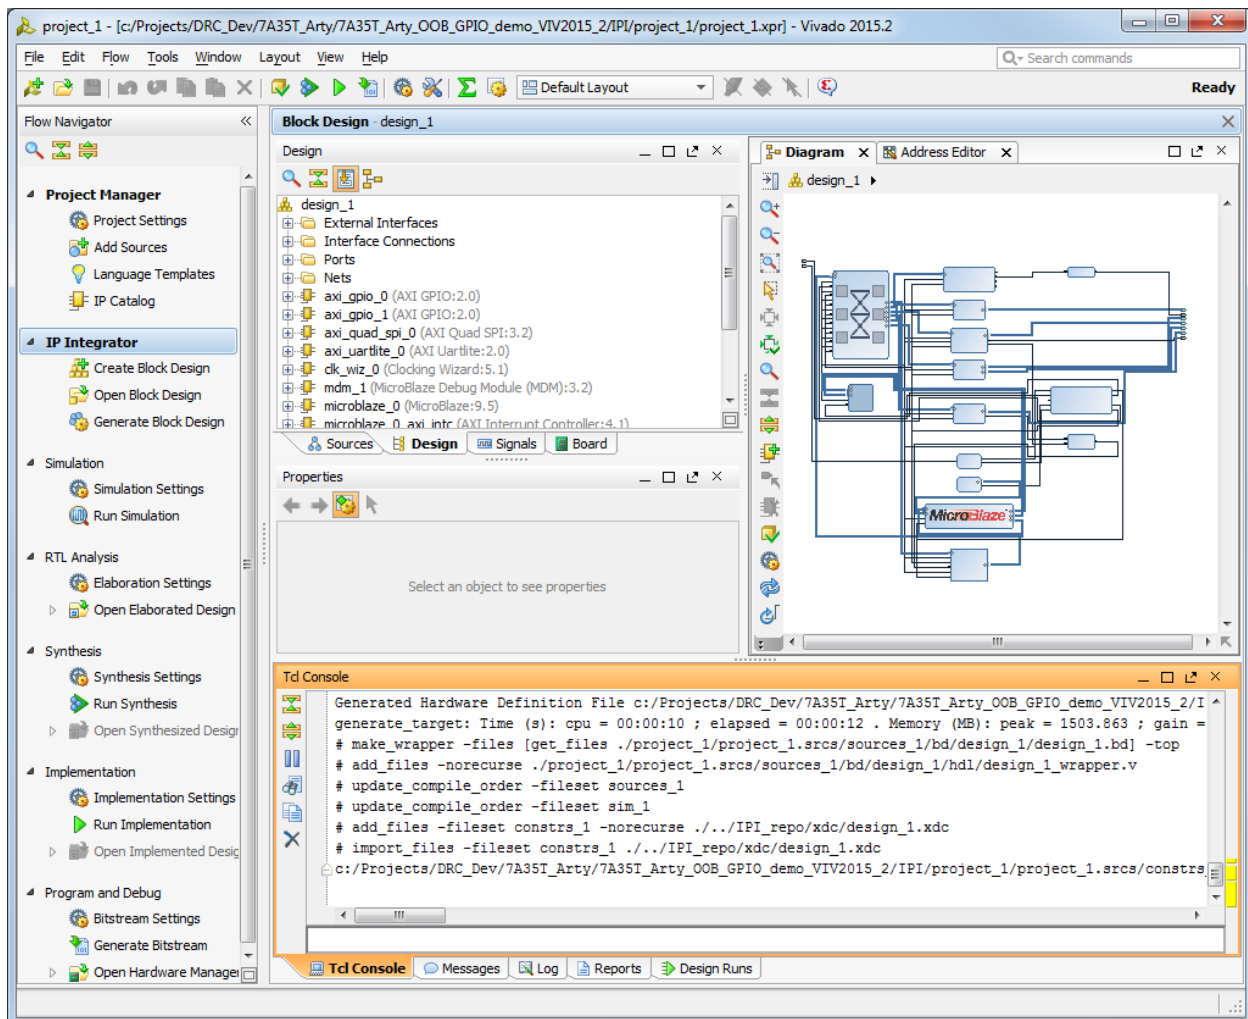 project_1 - [c:/Projects/DRC_Dev/7A35T_Arty/7A35T_Arty_OOB_GPIO_demo_VIV2015_2/IPI/project_1/project_1.xpr] - Vivado 2015.2
File Edit Flow Tools Window Layout View Help
Search commands
Default Layout
Ready
Flow Navigator
Project Manager
Project Settings
Add Sources
Language Templates
IP Catalog
IP Integrator
Create Block Design
Open Block Design
Generate Block Design
Simulation
Simulation Settings
Run Simulation
RTL Analysis
Elaboration Settings
Open Elaborated Design
Synthesis
Synthesis Settings
Run Synthesis
Open Synthesized Design
Implementation
Implementation Settings
Run Implementation
Open Implemented Desig
Program and Debug
Bitstream Settings
Generate Bitstream
Open Hardware Manager
Block Design - design_1
Design
design_1
External Interfaces
Interface Connections
Ports
Nets
axi_gpio_0 (AXI GPIO:2.0)
axi_gpio_1 (AXI GPIO:2.0)
axi_quad_spi_0 (AXI Quad SPI:3.2)
axi_uartlite_0 (AXI Uartlite:2.0)
clk_wiz_0 (Clocking Wizard:5.1)
mdm_1 (MicroBlaze Debug Module (MDM):3.2)
microblaze_0 (MicroBlaze:9.5)
microblaze_0_axi_intc (AXI Interrupt Controller:4.1)
Sources Design Signals Board
Properties
Select an object to see properties
Diagram Address Editor
design_1
MicroBlaze
Tcl Console
Generated Hardware Definition File c:/Projects/DRC_Dev/7A35T_Arty/7A35T_Arty_OOB_GPIO_demo_VIV2015_2/I
generate_target: Time (s): cpu = 00:00:10 ; elapsed = 00:00:12 . Memory (MB): peak = 1503.863 ; gain =
# make_wrapper -files [get_files ./project_1/project_1.srcs/sources_1/bd/design_1/design_1.bd] -top
# add_files -norecurse ./project_1/project_1.srcs/sources_1/bd/design_1/hdl/design_1_wrapper.v
# update_compile_order -fileset sources_1
# update_compile_order -fileset sim_1
# add_files -fileset constrs_1 -norecurse ./../IPI_repo/xdc/design_1.xdc
# import_files -fileset constrs_1 ./../IPI_repo/xdc/design_1.xdc
c:/Projects/DRC_Dev/7A35T_Arty/7A35T_Arty_OOB_GPIO_demo_VIV2015_2/IPI/project_1/project_1.srcs/constrs_
Tcl Console Messages Log Reports Design Runs